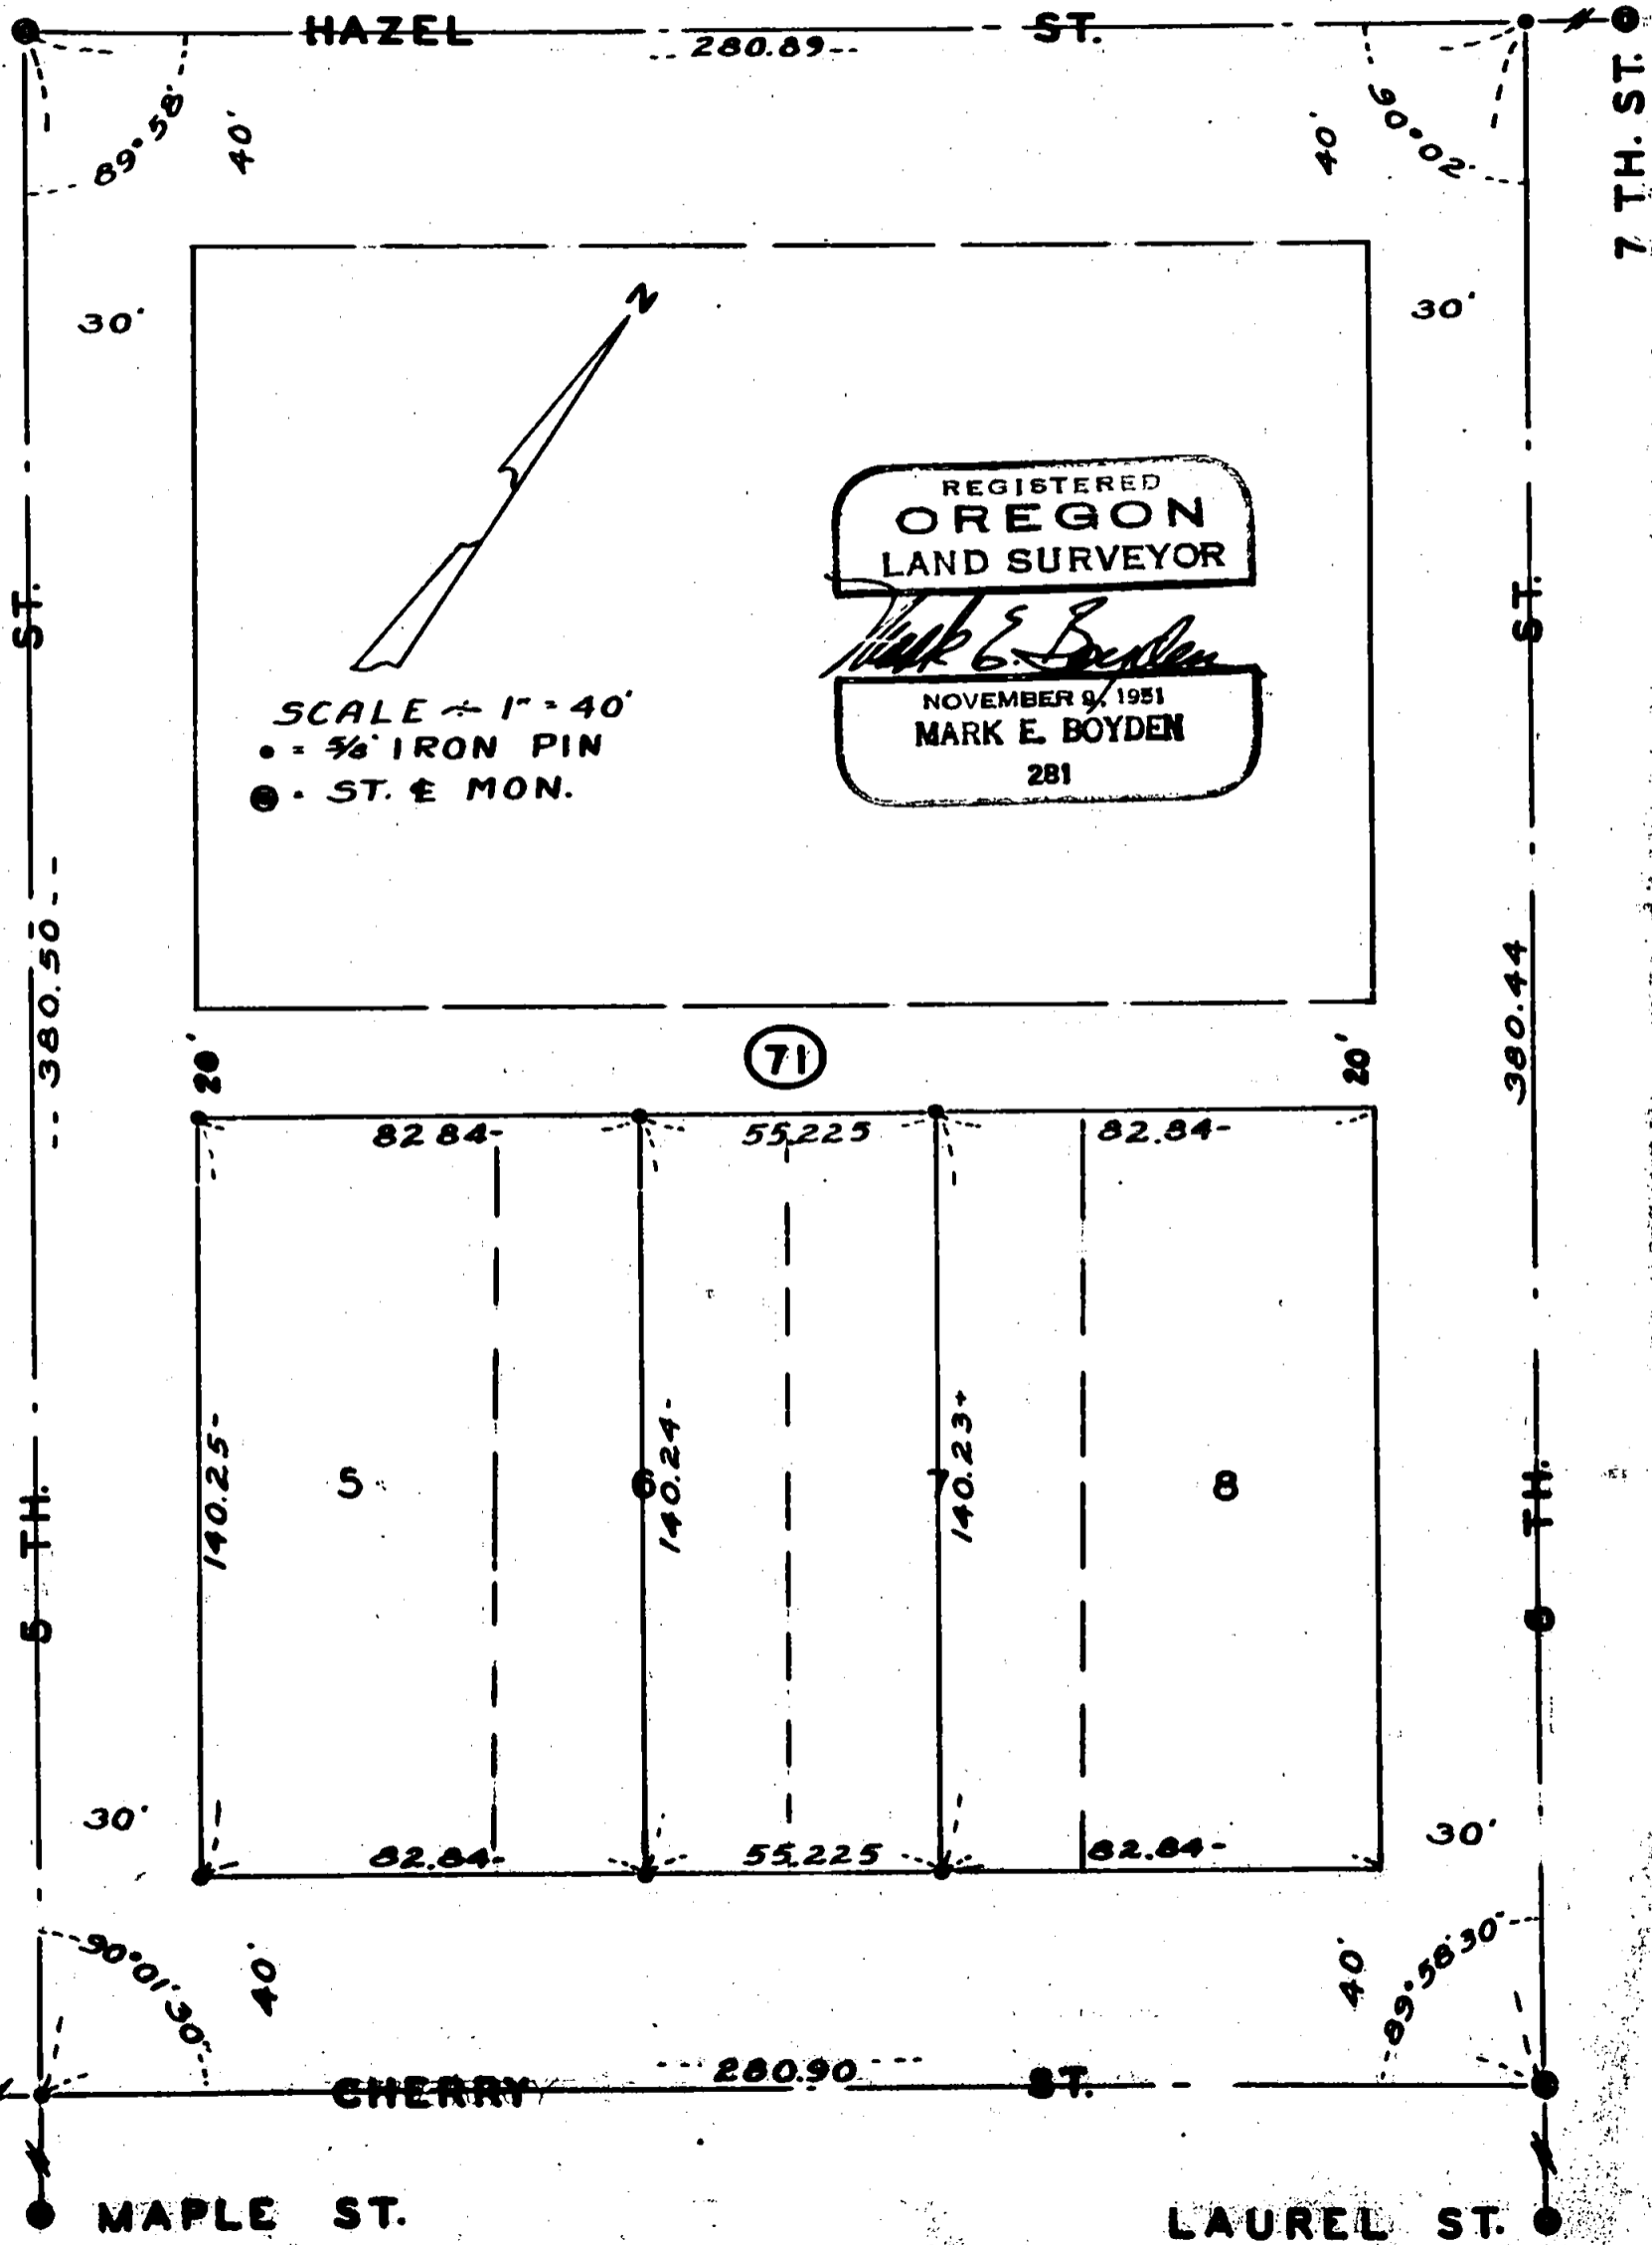 HAZEL ST.
280.89--
7 TH. ST.
89°58'
40'
40'
90°02'
30'
30'
N
REGISTERED
OREGON
LAND SURVEYOR
Mark E. Boyden
NOVEMBER 9, 1951
MARK E. BOYDEN
281
SCALE ÷ 1" = 40'
• = 5/8" IRON PIN
ST. ℄ MON.
5 TH. ST.
--380.50--
6 TH. ST.
380.44
20'
71
20'
82.84-
55.225
82.84-
140.25-
5
6
140.24-
7
140.23+
8
30'
82.84-
55.225
82.84-
30'
90°01'30"
40'
40'
89°58'30"
280.90
CHERRY ST.
MAPLE ST.
LAUREL ST.